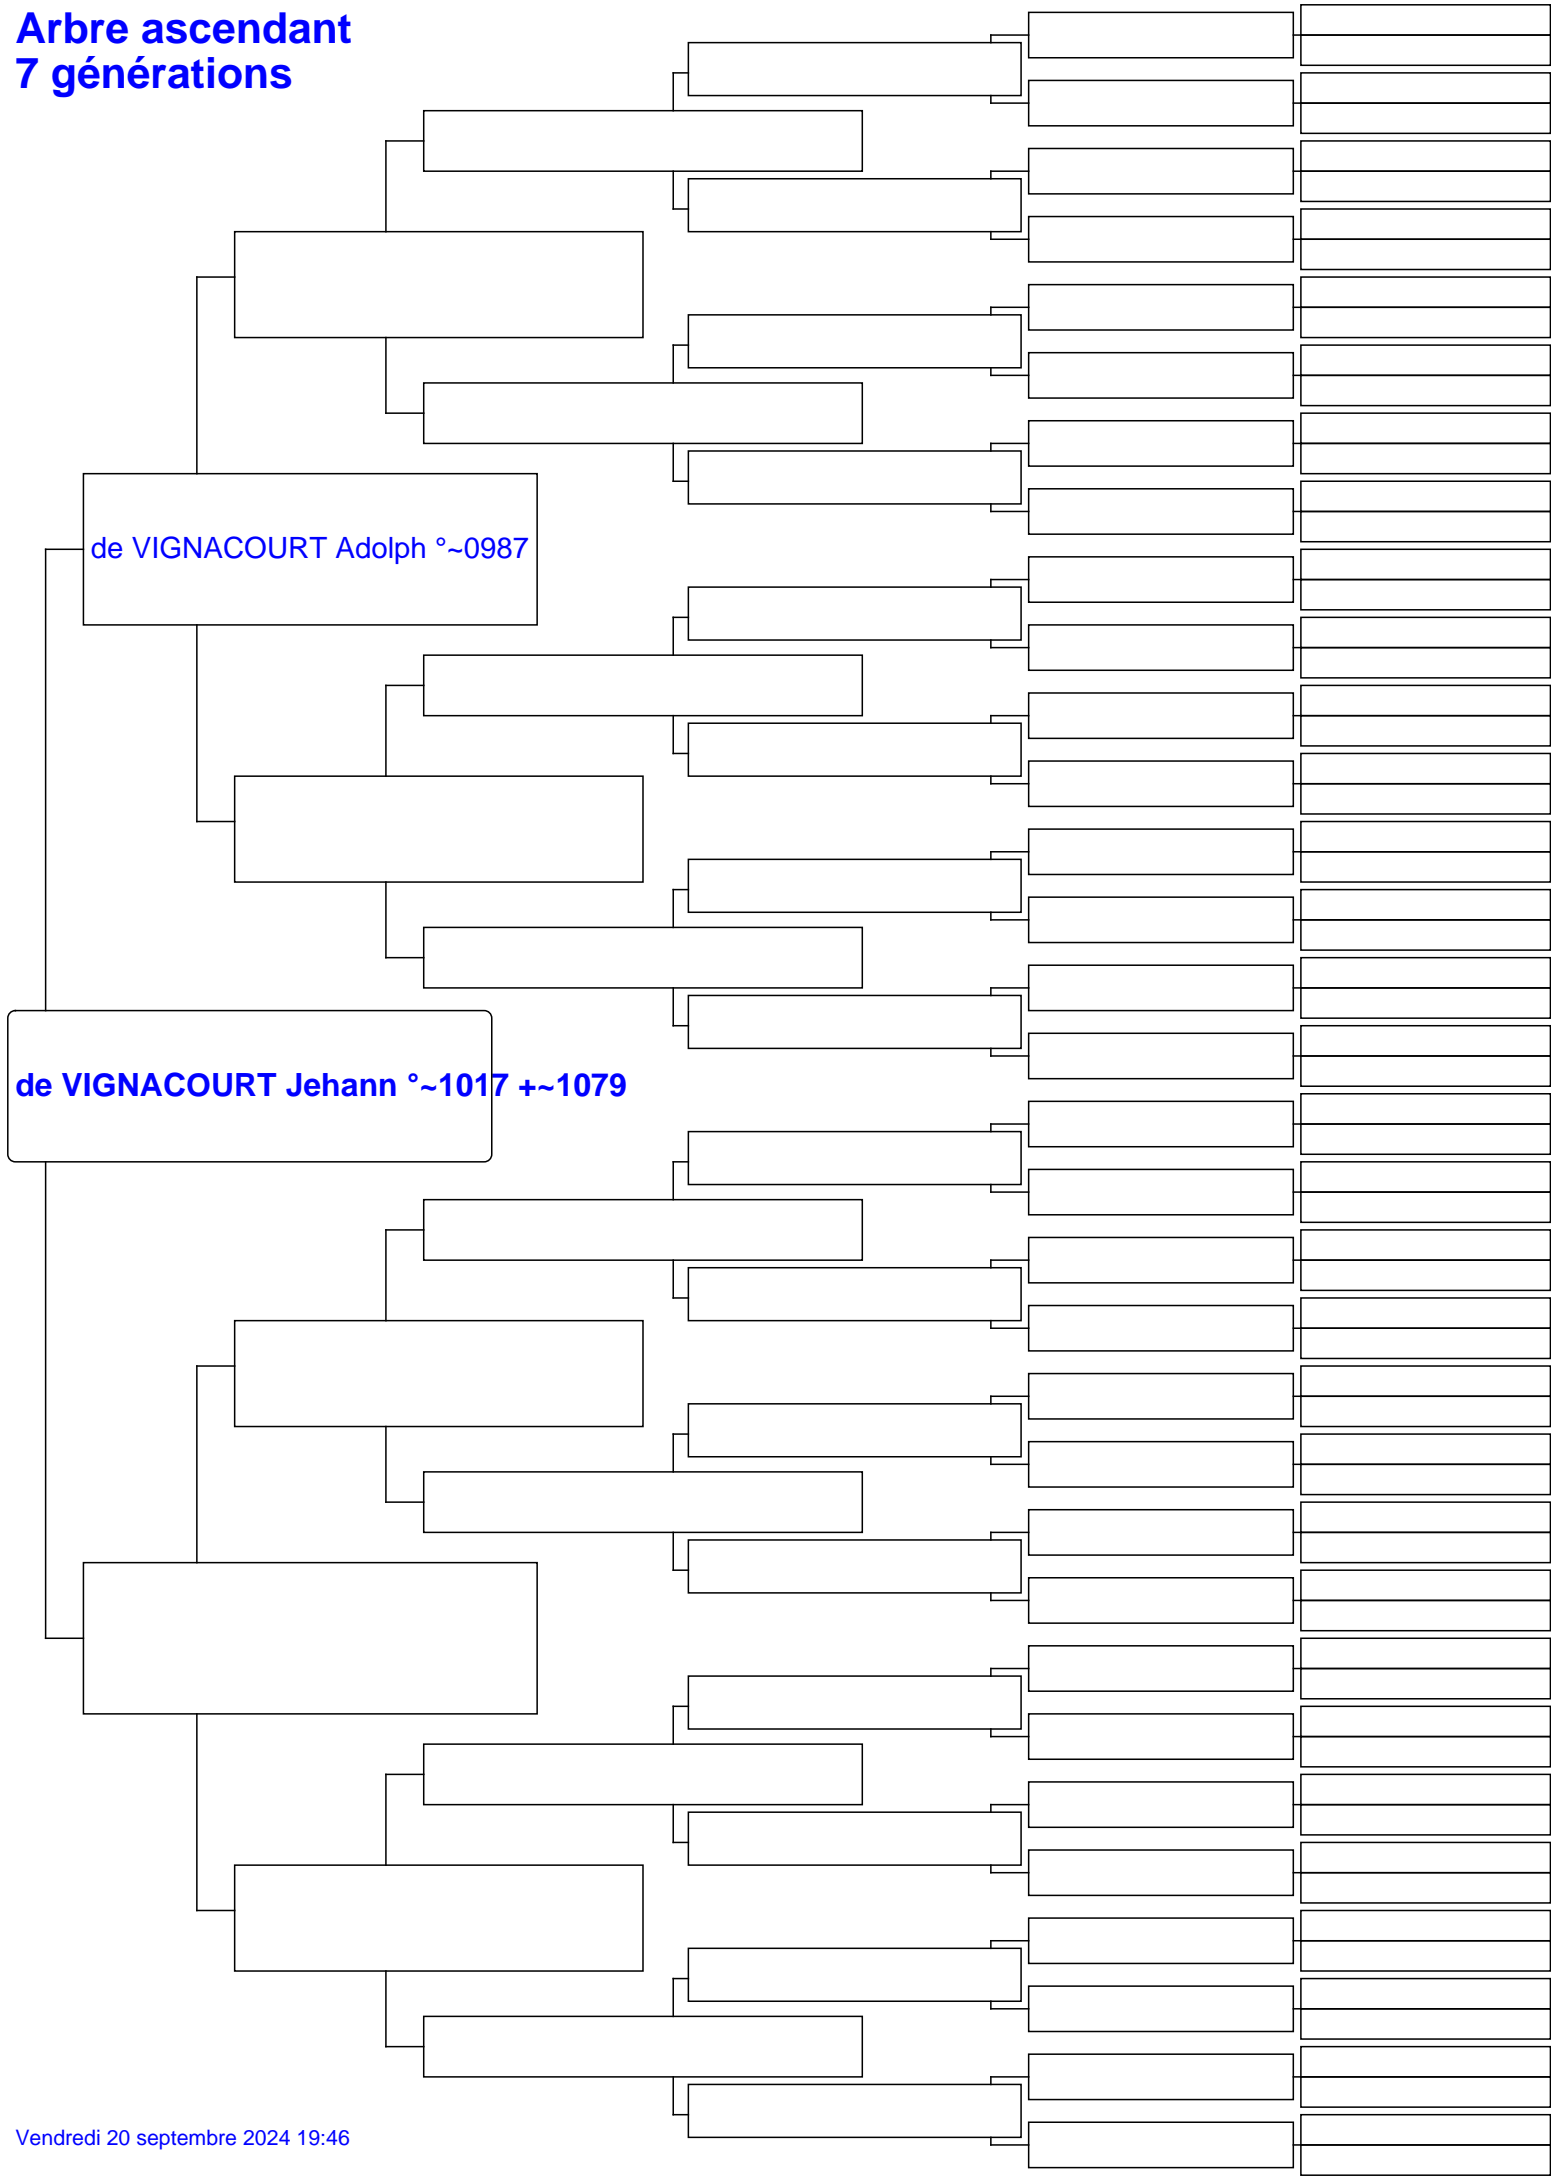 Arbre ascendant
7 générations
de VIGNACOURT Adolph °~0987
de VIGNACOURT Jehann °~1017 +~1079
Vendredi 20 septembre 2024 19:46